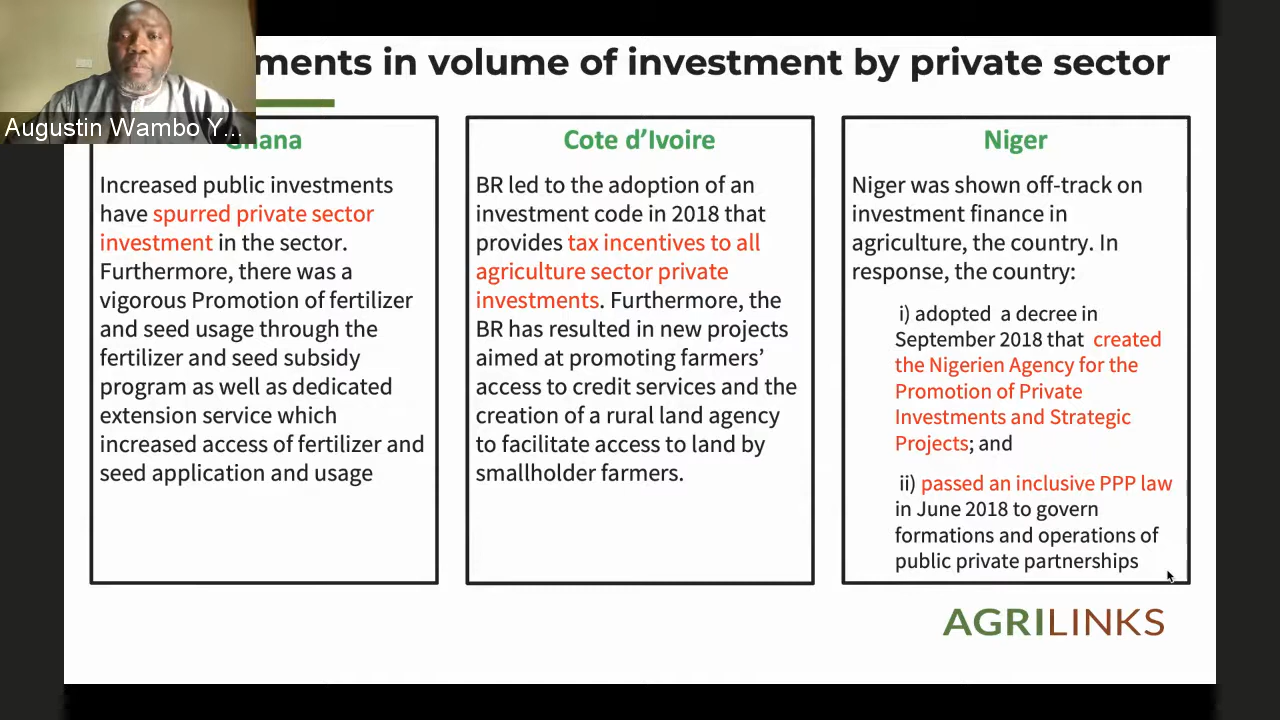 ments in volume of investment by private sector
Augustin Wambo Y...
hana
Increased public investments
have spurred private sector
investment in the sector.
Furthermore, there was a
vigorous Promotion of fertilizer
and seed usage through the
fertilizer and seed subsidy
program as well as dedicated
extension service which
increased access of fertilizer and
seed application and usage
Cote d’Ivoire
BR led to the adoption of an
investment code in 2018 that
provides tax incentives to all
agriculture sector private
investments. Furthermore, the
BR has resulted in new projects
aimed at promoting farmers’
access to credit services and the
creation of a rural land agency
to facilitate access to land by
smallholder farmers.
Niger
Niger was shown off-track on
investment finance in
agriculture, the country. In
response, the country:
i) adopted a decree in
September 2018 that created
the Nigerien Agency for the
Promotion of Private
Investments and Strategic
Projects; and
ii) passed an inclusive PPP law
in June 2018 to govern
formations and operations of
public private partnerships
AGRILINKS